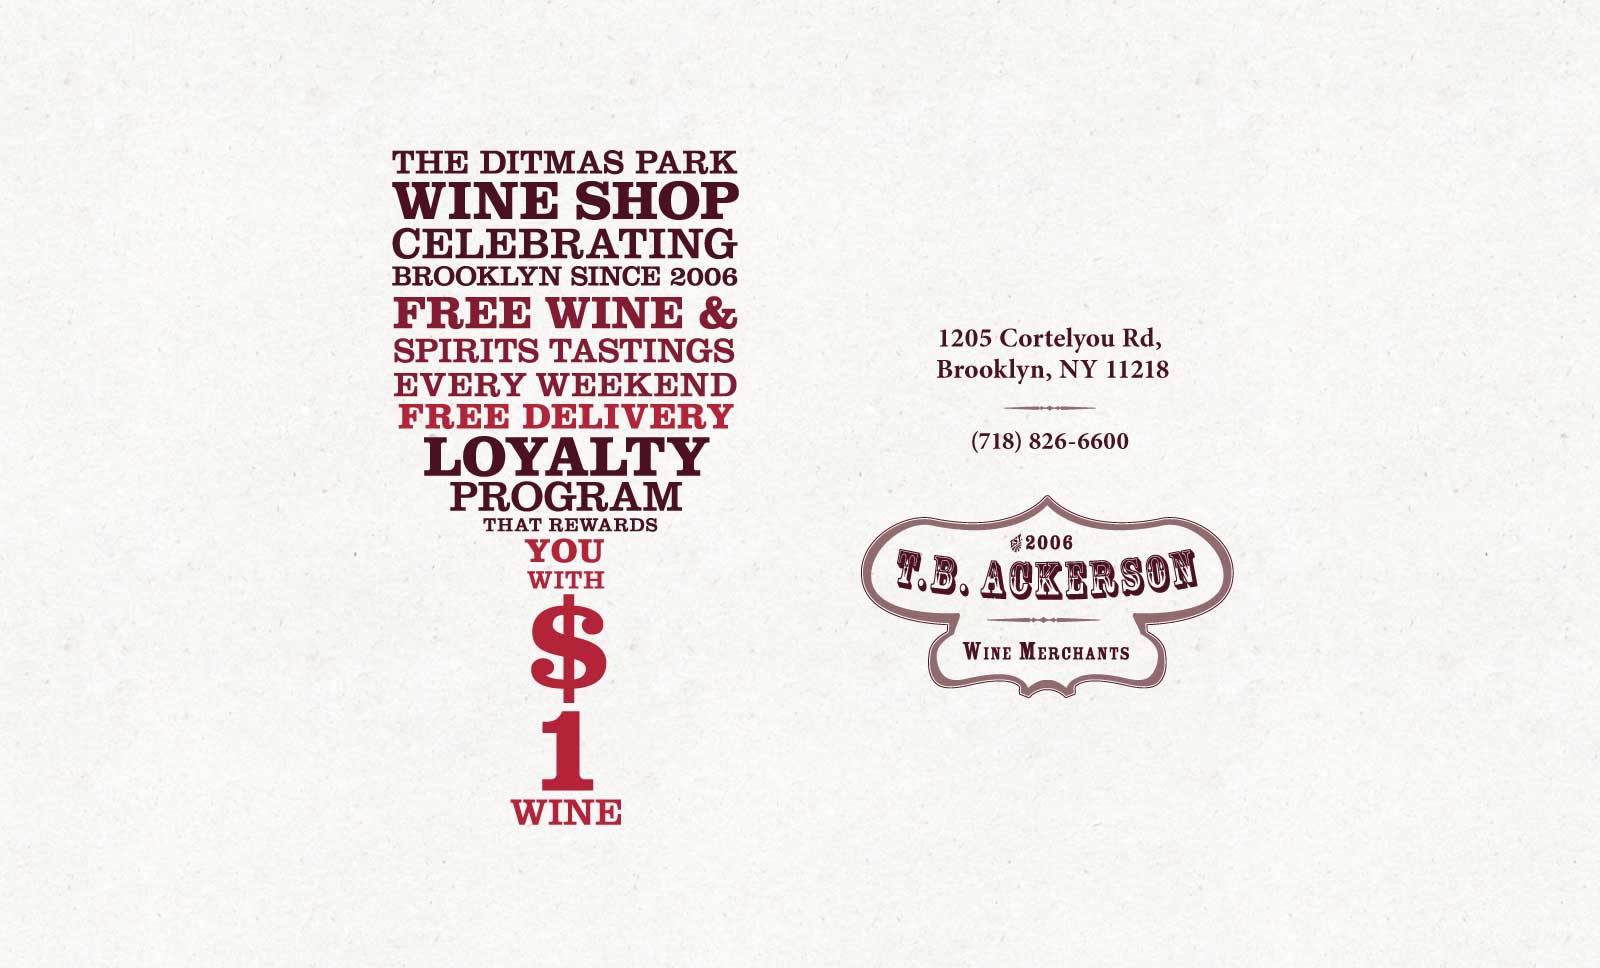 THE DITMAS PARK
WINE SHOP
CELEBRATING
BROOKLYN SINCE 2006
FREE WINE &
SPIRITS TASTINGS
EVERY WEEKEND
FREE DELIVERY
LOYALTY
PROGRAM
THAT REWARDS
YOU
WITH
$
1
WINE
1205 Cortelyou Rd,
Brooklyn, NY 11218
(718) 826-6600
2006
T.B. ACKERSON
WINE MERCHANTS